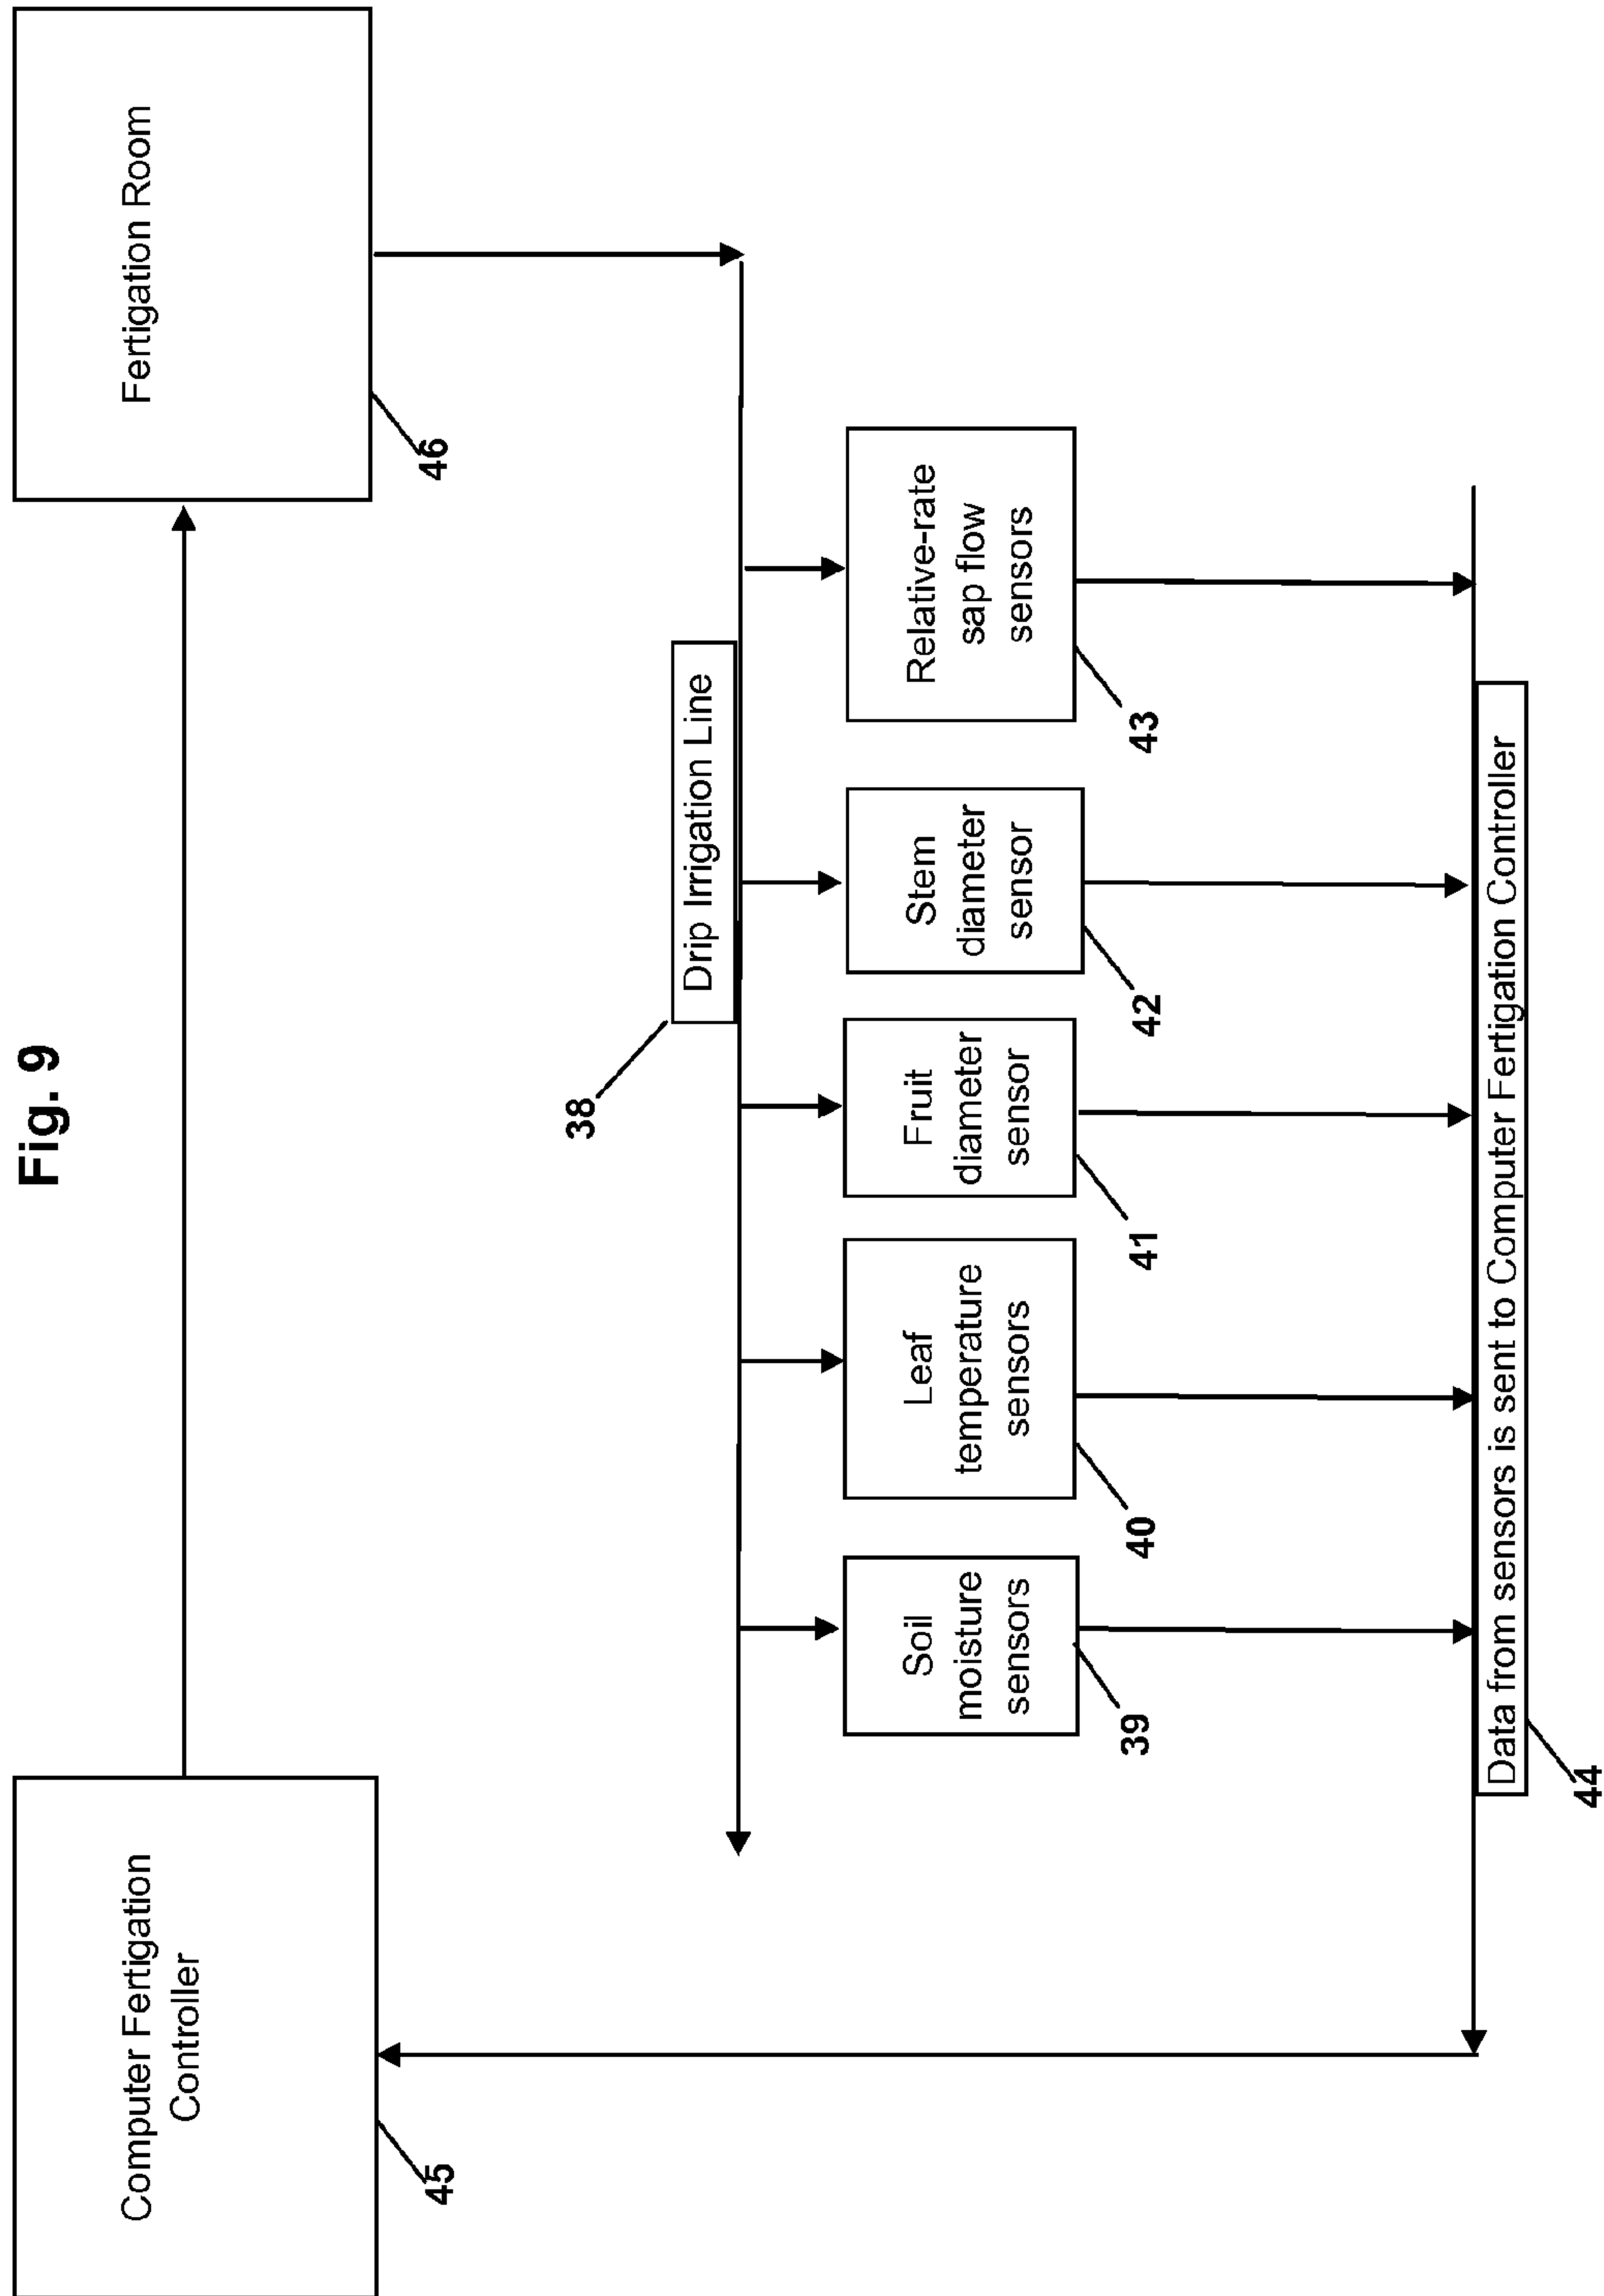 Fig. 9
Computer Fertigation
Controller
45
Fertigation Room
46
38
Drip Irrigation Line
Soil
moisture
sensors
39
Leaf
temperature
sensors
40
Fruit
diameter
sensor
41
Stem
diameter
sensor
42
Relative-rate
sap flow
sensors
43
Data from sensors is sent to Computer Fertigation Controller
44